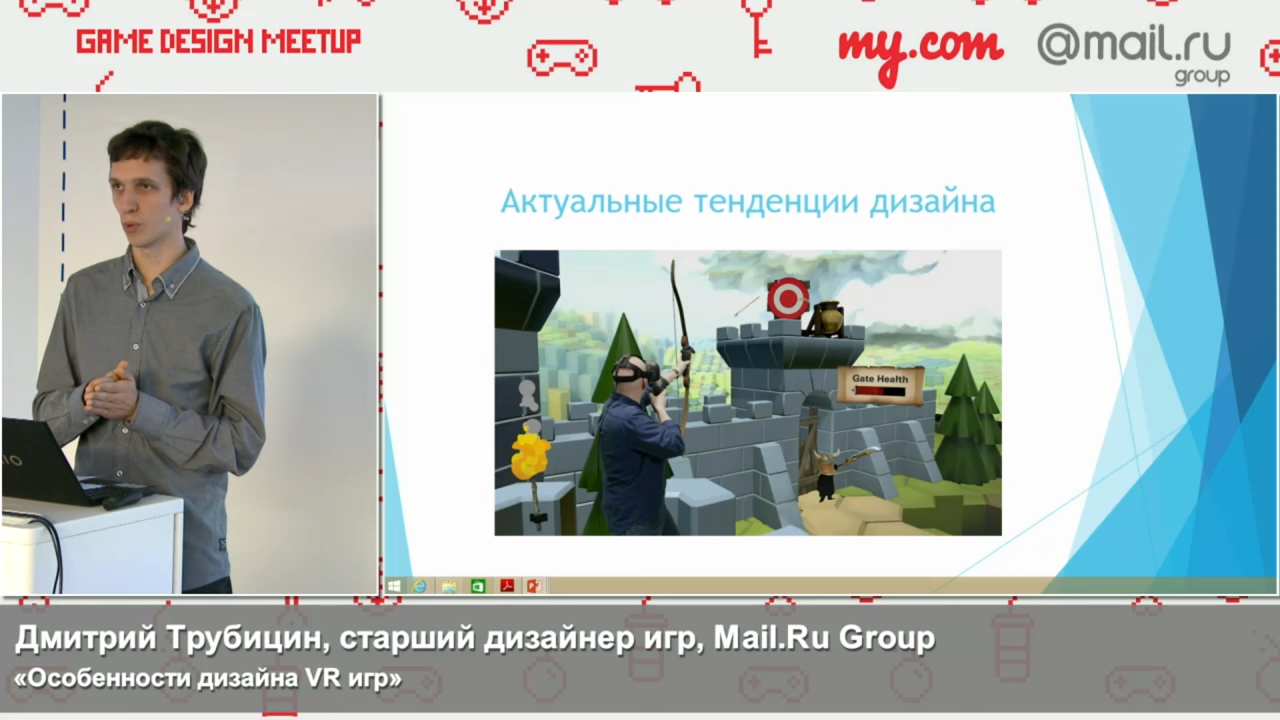 GAME DESIGN MEETUP
my.com
@mail.ru
group
Актуальные тенденции дизайна
Gate Health
Дмитрий Трубицин, старший дизайнер игр, Mail.Ru Group
«Особенности дизайна VR игр»